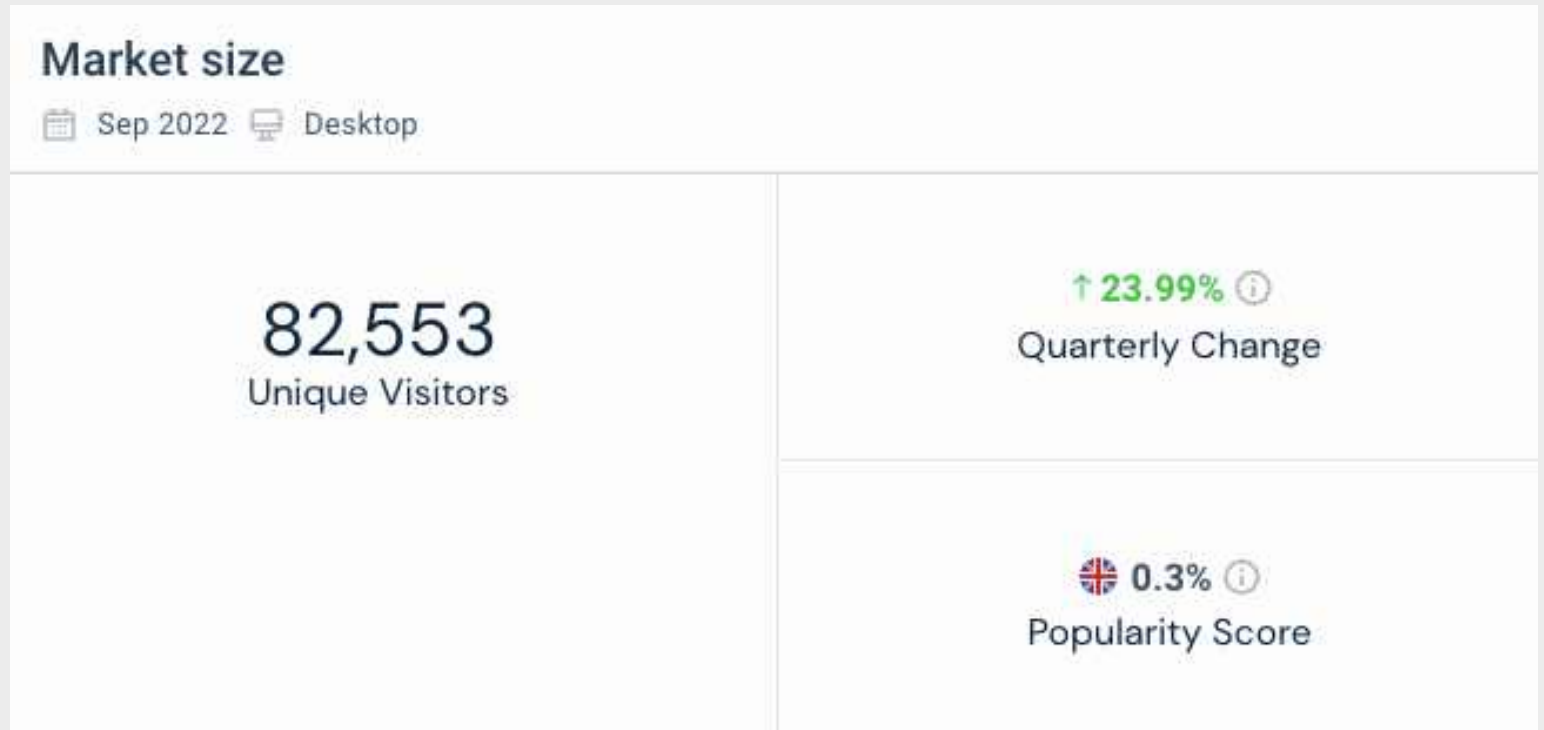 Market size
Sep 2022 Desktop
82,553
Unique Visitors
↑ 23.99%
Quarterly Change
0.3%
Popularity Score